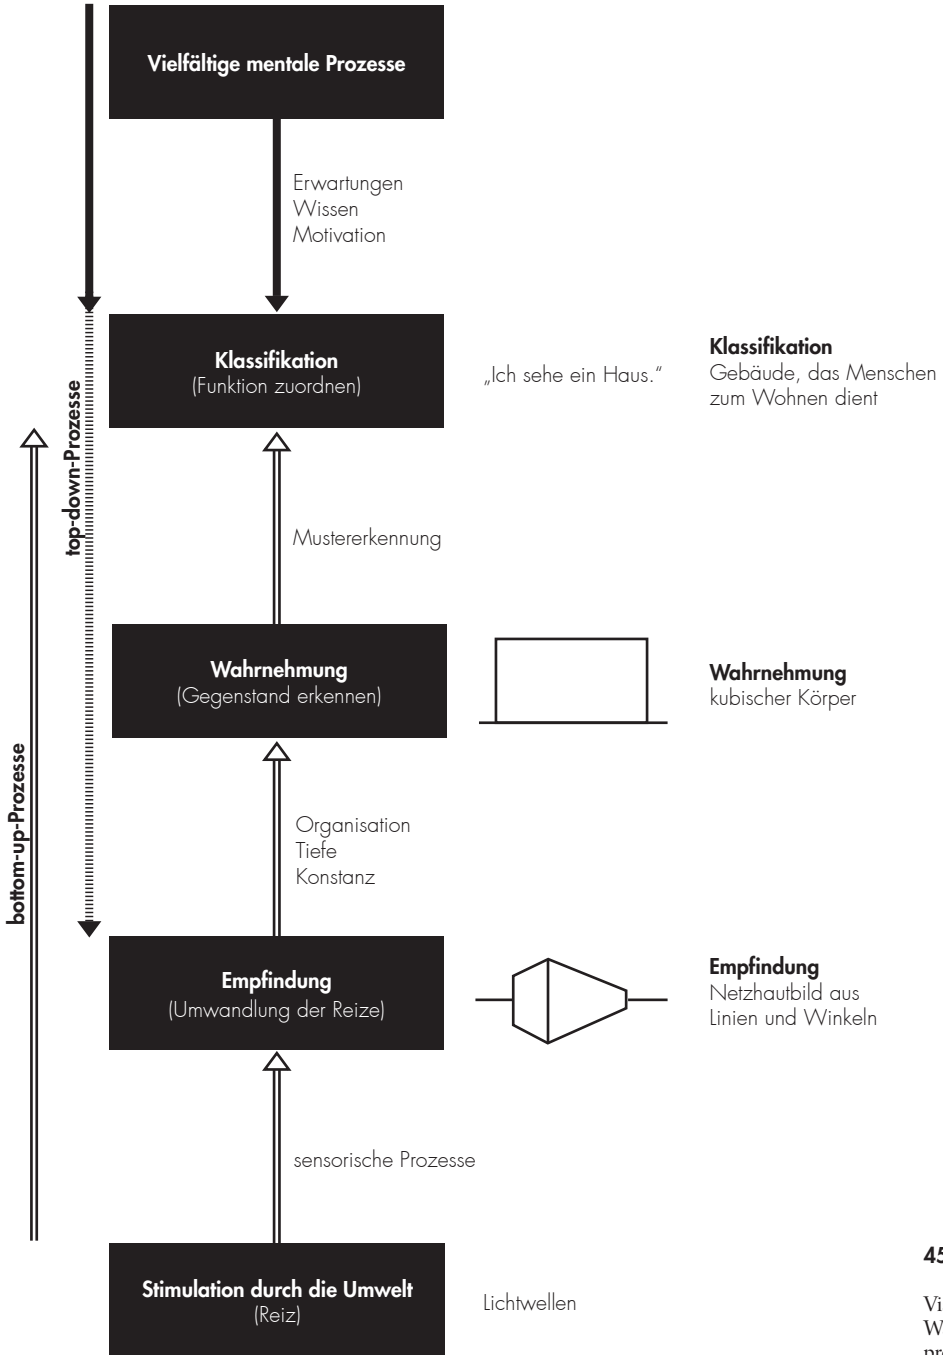 Vielfältige mentale Prozesse
Erwartungen
Wissen
Motivation
Klassifikation
(Funktion zuordnen)
„Ich sehe ein Haus.“
Klassifikation
Gebäude, das Menschen
zum Wohnen dient
top-down-Prozesse
Mustererkennung
Wahrnehmung
(Gegenstand erkennen)
Wahrnehmung
kubischer Körper
bottom-up-Prozesse
Organisation
Tiefe
Konstanz
Empfindung
(Umwandlung der Reize)
Empfindung
Netzhautbild aus
Linien und Winkeln
sensorische Prozesse
Stimulation durch die Umwelt
(Reiz)
Lichtwellen
45